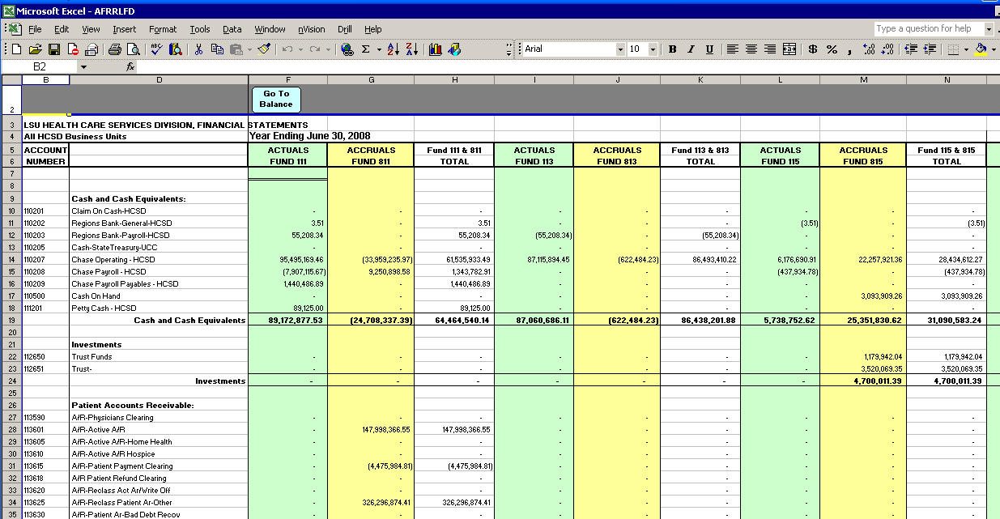 Microsoft Excel - AFRRLFD
File Edit View Insert Format Tools Data Window nVision Drill Help Type a question for help
Arial 10 B I U $ % ,
B2 fx
B D F G H I J K L M N
2 Go To
Balance
3 LSU HEALTH CARE SERVICES DIVISION, FINANCIAL STATEMENTS
4 All HCSD Business Units Year Ending June 30, 2008
5 ACCOUNT ACTUALS ACCRUALS Fund 111 & 811 ACTUALS ACCRUALS Fund 113 & 813 ACTUALS ACCRUALS Fund 115 & 815
6 NUMBER FUND 111 FUND 811 TOTAL FUND 113 FUND 813 TOTAL FUND 115 FUND 815 TOTAL
7
8
9 Cash and Cash Equivalents:
10 110201 Claim On Cash-HCSD - - - - - - - - -
11 110202 Regions Bank-General-HCSD 3.51 - 3.51 - - - (3.51) - (3.51)
12 110203 Regions Bank-Payroll-HCSD 55,208.34 - 55,208.34 (55,208.34) - (55,208.34) - - -
13 110205 Cash-StateTreasury-UCC - - - - - - - - -
14 110207 Chase Operating - HCSD 95,495,169.46 (33,959,235.97) 61,535,933.49 87,115,894.45 (622,484.23) 86,493,410.22 6,176,690.91 22,257,921.36 28,434,612.27
15 110208 Chase Payroll - HCSD (7,907,115.67) 9,250,898.58 1,343,782.91 - - - (437,934.78) - (437,934.78)
16 110209 Chase Payroll Payables - HCSD 1,440,486.89 - 1,440,486.89 - - - - - -
17 110500 Cash On Hand - - - - - - - 3,093,909.26 3,093,909.26
18 111201 Petty Cash - HCSD 89,125.00 - 89,125.00 - - - - - -
19 Cash and Cash Equivalents 89,172,877.53 (24,708,337.39) 64,464,540.14 87,060,686.11 (622,484.23) 86,438,201.88 5,738,752.62 25,351,830.62 31,090,583.24
20
21 Investments
22 112650 Trust Funds - - - - - - - 1,179,942.04 1,179,942.04
23 112651 Trust- - - - - - - - 3,520,069.35 3,520,069.35
24 Investments - - - - - - - 4,700,011.39 4,700,011.39
25
26 Patient Accounts Receivable:
27 113590 A/R-Physicians Clearing - - - - - - - - -
28 113601 A/R-Active A/R - 147,998,366.55 147,998,366.55 - - - - - -
29 113605 A/R-Active A/R-Home Health - - - - - - - - -
30 113610 A/R-Active A/R Hospice - - - - - - - - -
31 113615 A/R-Patient Payment Clearing - (4,475,984.81) (4,475,984.81) - - - - - -
32 113618 A/R Patient Refund Clearing - - - - - - - - -
33 113620 A/R-Reclass Act Ar/Write Off - - - - - - - - -
34 113625 A/R-Reclass Patient Ar-Other - 326,296,874.41 326,296,874.41 - - - - - -
35 113630 A/R-Patient Ar-Bad Debt Recov - - - - - - - - -